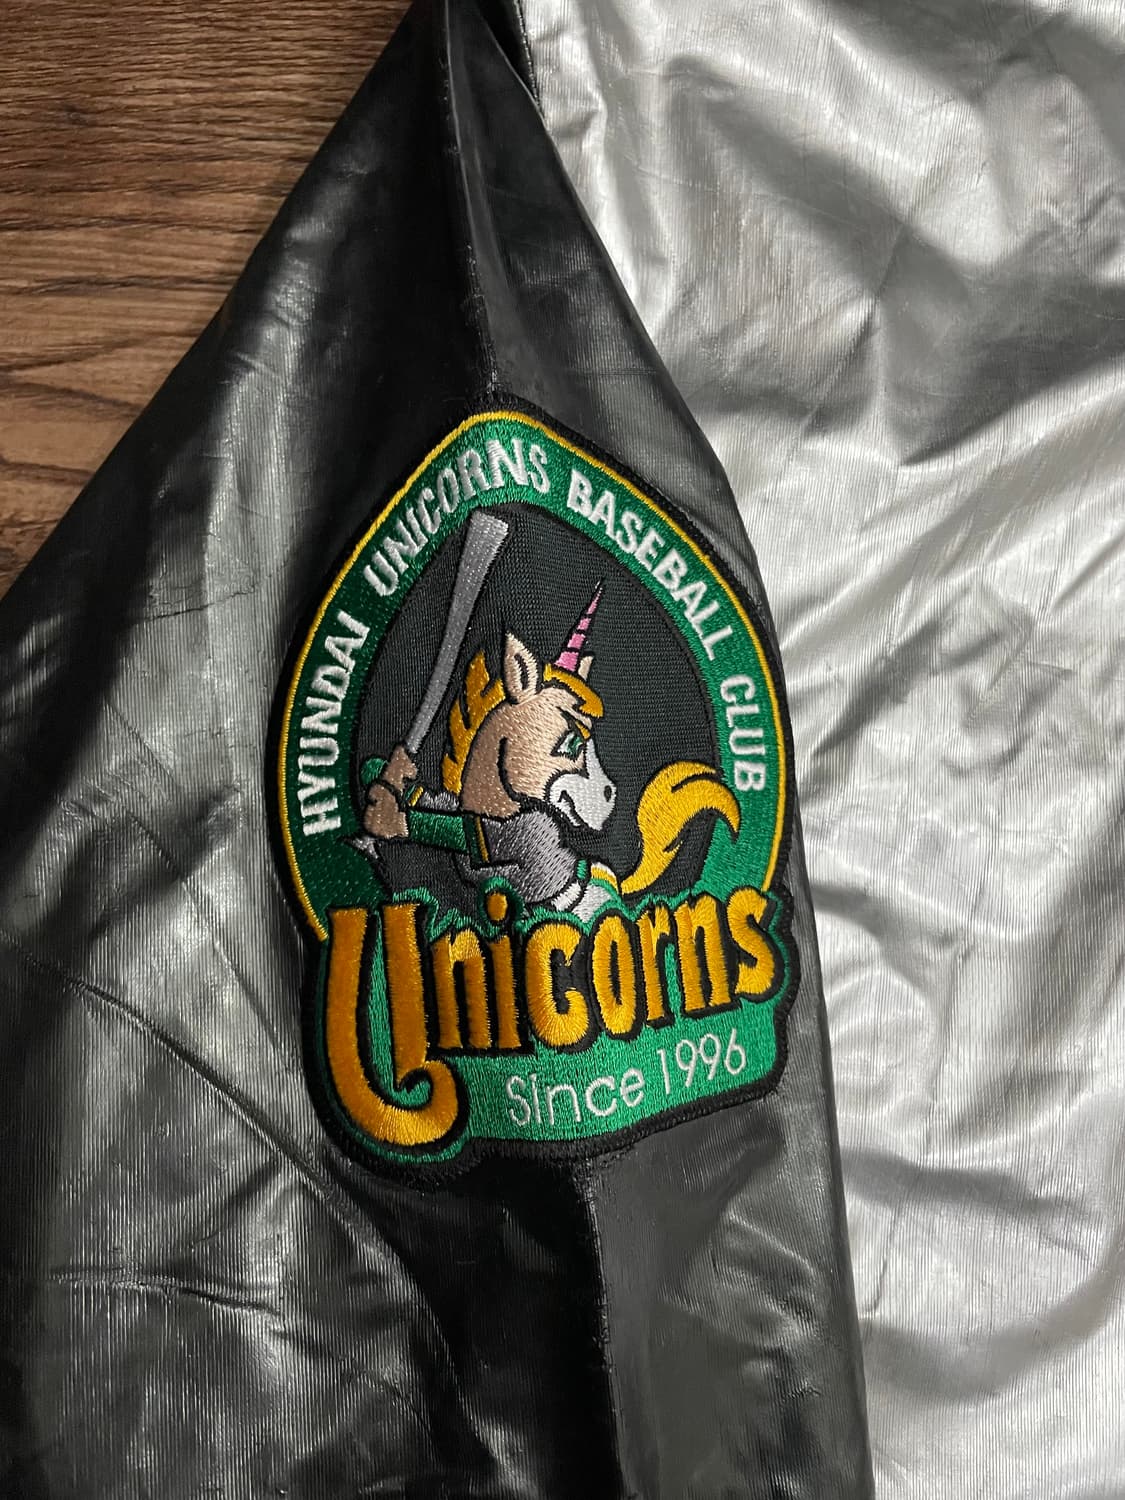 HYUNDAI UNICORNS BASEBALL CLUB
Unicorns
Since 1996